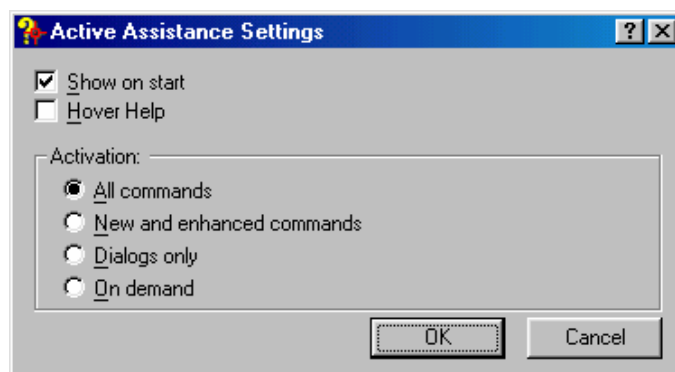 Active Assistance Settings
Show on start
Hover Help
Activation:
All commands
New and enhanced commands
Dialogs only
On demand
OK Cancel